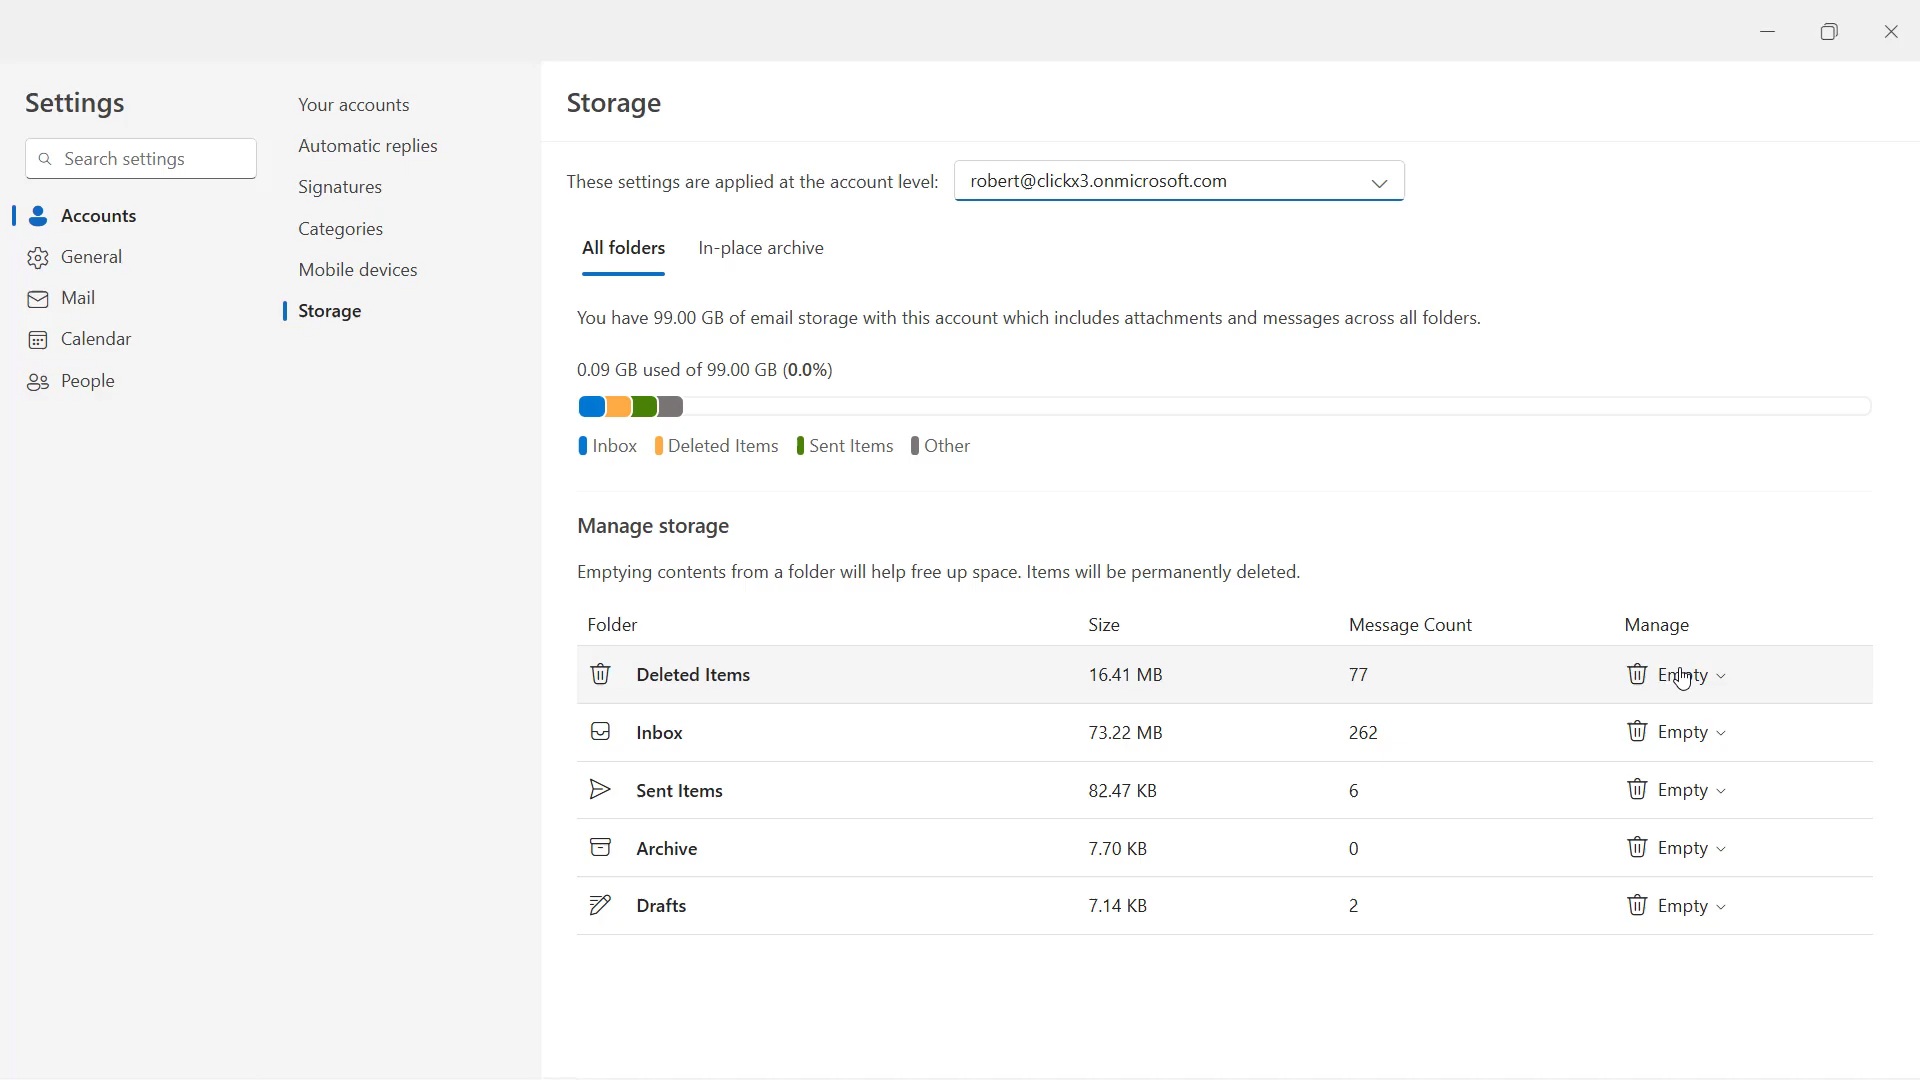 Settings
Search settings
Accounts
General
Mail
Calendar
People
Your accounts
Automatic replies
Signatures
Categories
Mobile devices
Storage
Storage
These settings are applied at the account level: robert@clickx3.onmicrosoft.com
All folders In-place archive
You have 99.00 GB of email storage with this account which includes attachments and messages across all folders.
0.09 GB used of 99.00 GB (0.0%)
Inbox Deleted Items Sent Items Other
Manage storage
Emptying contents from a folder will help free up space. Items will be permanently deleted.
Folder Size Message Count Manage
Deleted Items 16.41 MB 77 Empty
Inbox 73.22 MB 262 Empty
Sent Items 82.47 KB 6 Empty
Archive 7.70 KB 0 Empty
Drafts 7.14 KB 2 Empty